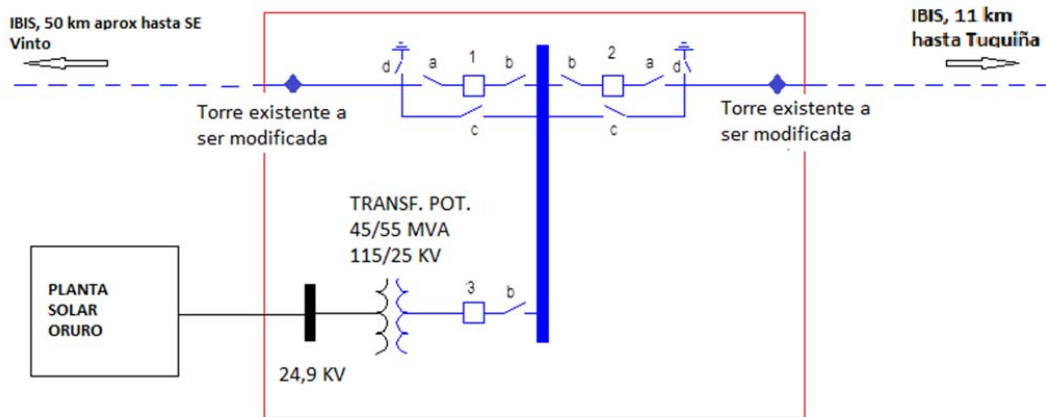 IBIS, 50 km aprox hasta SE
Vinto
IBIS, 11 km
hasta Tuquiña
d
a
1
b
b
2
a
d
c
c
Torre existente a
ser modificada
Torre existente a
ser modificada
TRANSF. POT.
45/55 MVA
115/25 KV
PLANTA
SOLAR
ORURO
3
b
24,9 KV